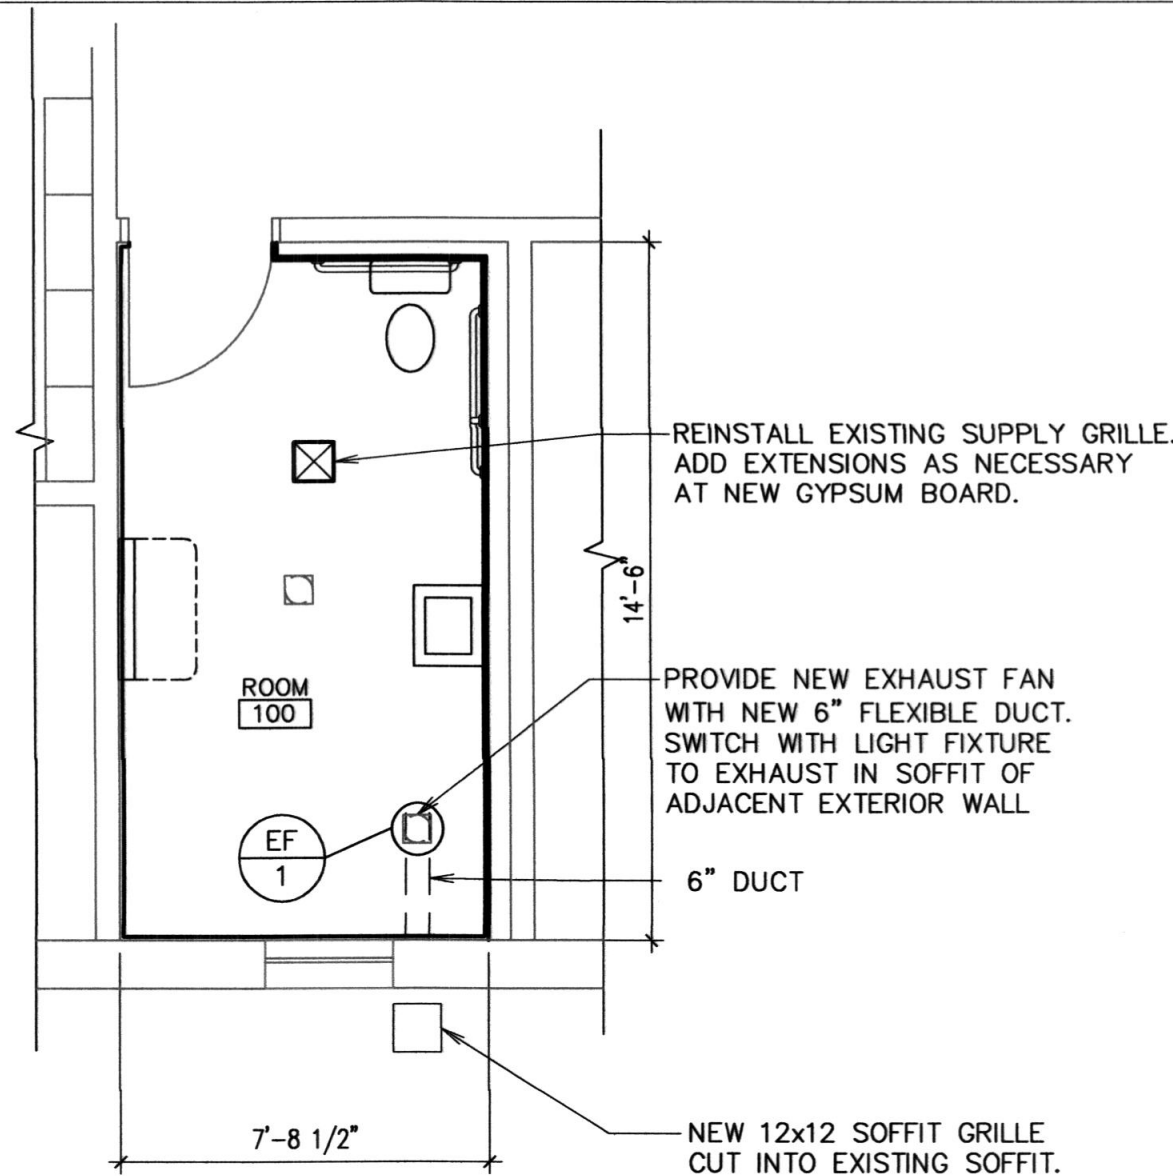 REINSTALL EXISTING SUPPLY GRILLE.
ADD EXTENSIONS AS NECESSARY
AT NEW GYPSUM BOARD.
14'-6"
PROVIDE NEW EXHAUST FAN
WITH NEW 6" FLEXIBLE DUCT.
SWITCH WITH LIGHT FIXTURE
TO EXHAUST IN SOFFIT OF
ADJACENT EXTERIOR WALL
ROOM
100
EF
1
6" DUCT
7'-8 1/2"
NEW 12x12 SOFFIT GRILLE
CUT INTO EXISTING SOFFIT.